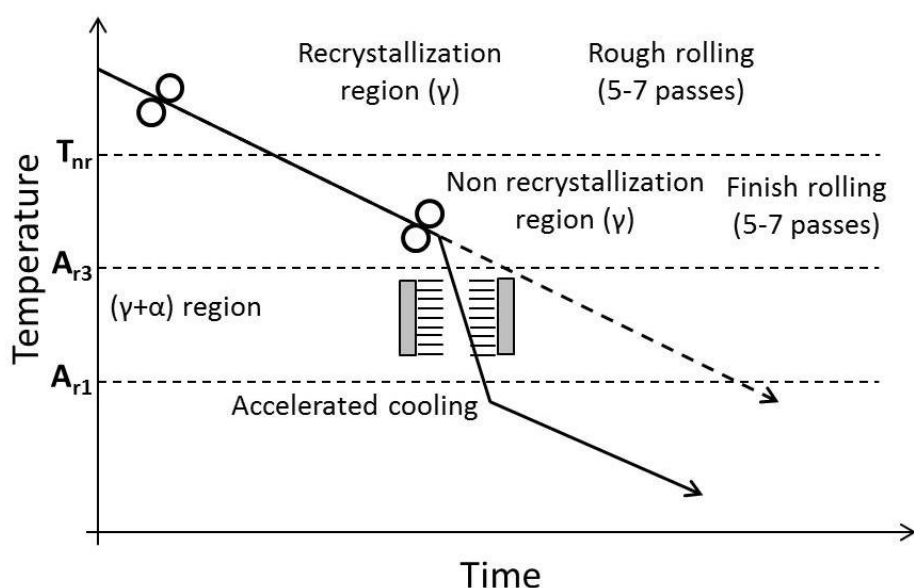 Recrystallization
region (γ)
Rough rolling
(5-7 passes)
Tnr
Non recrystallization
region (γ)
Finish rolling
(5-7 passes)
Ar3
(γ+α) region
Ar1
Accelerated cooling
Temperature
Time